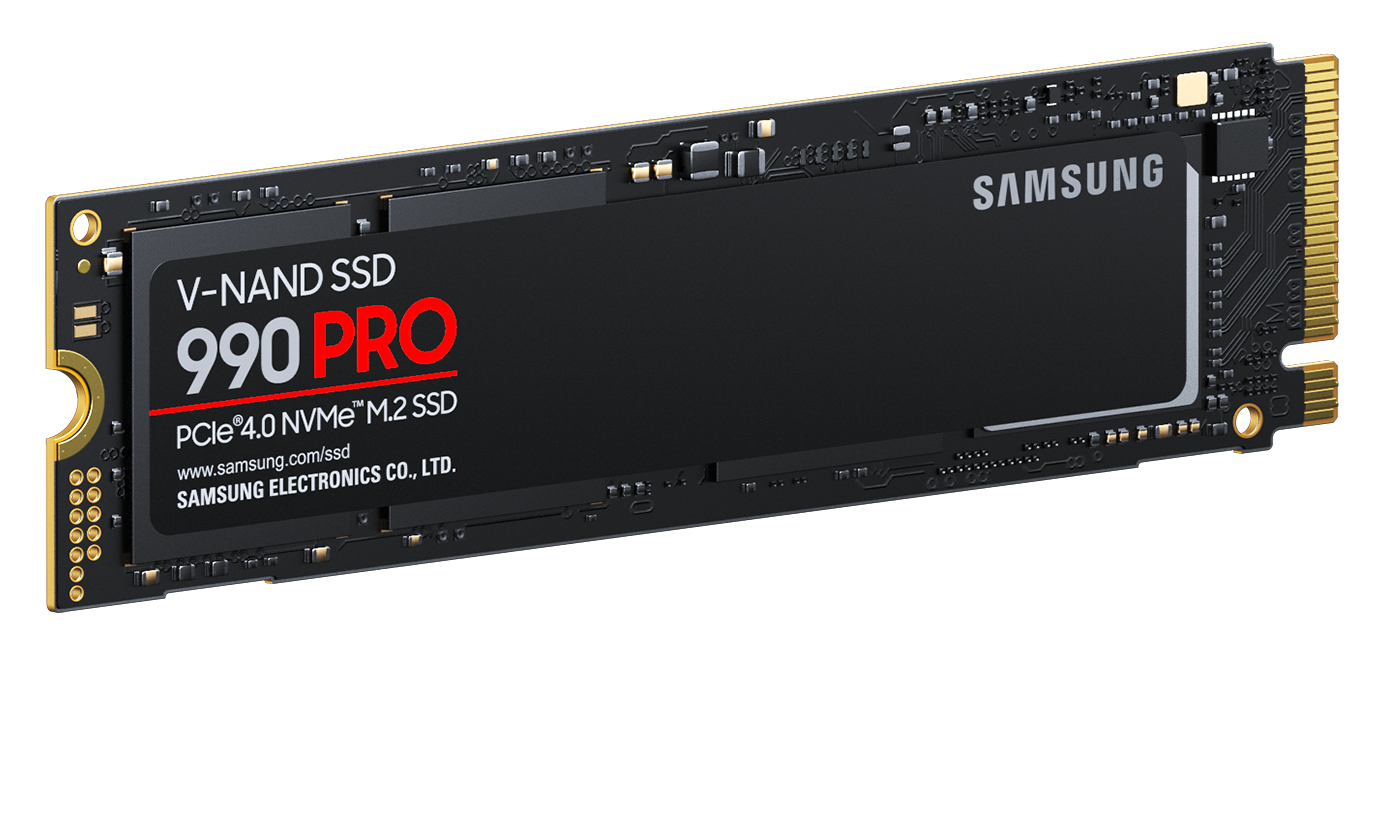 SAMSUNG
V-NAND SSD
990 PRO
PCIe®4.0 NVMe™ M.2 SSD
www.samsung.com/ssd
SAMSUNG ELECTRONICS CO., LTD.